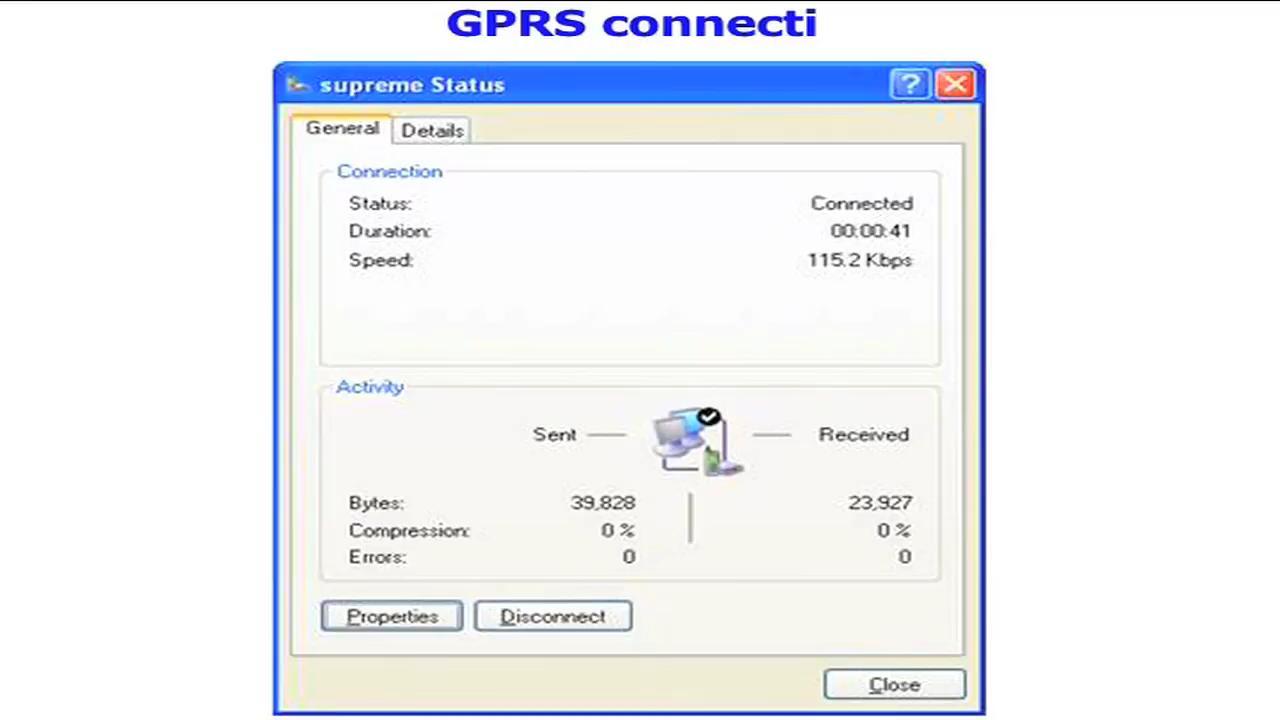 GPRS connecti
supreme Status
General Details
Connection
Status: Connected
Duration: 00:00:41
Speed: 115.2 Kbps
Activity
Sent Received
Bytes: 39,828 23,927
Compression: 0 % 0 %
Errors: 0 0
Properties Disconnect
Close